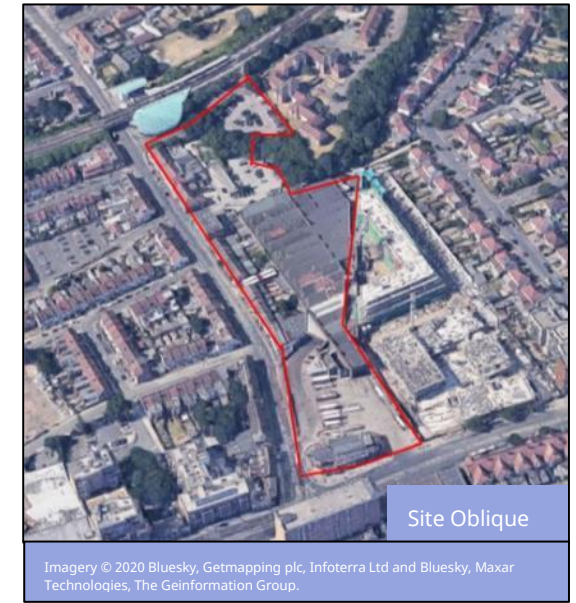 Site Oblique
Imagery © 2020 Bluesky, Getmapping plc, Infoterra Ltd and Bluesky, Maxar
Technologies, The Geinformation Group.